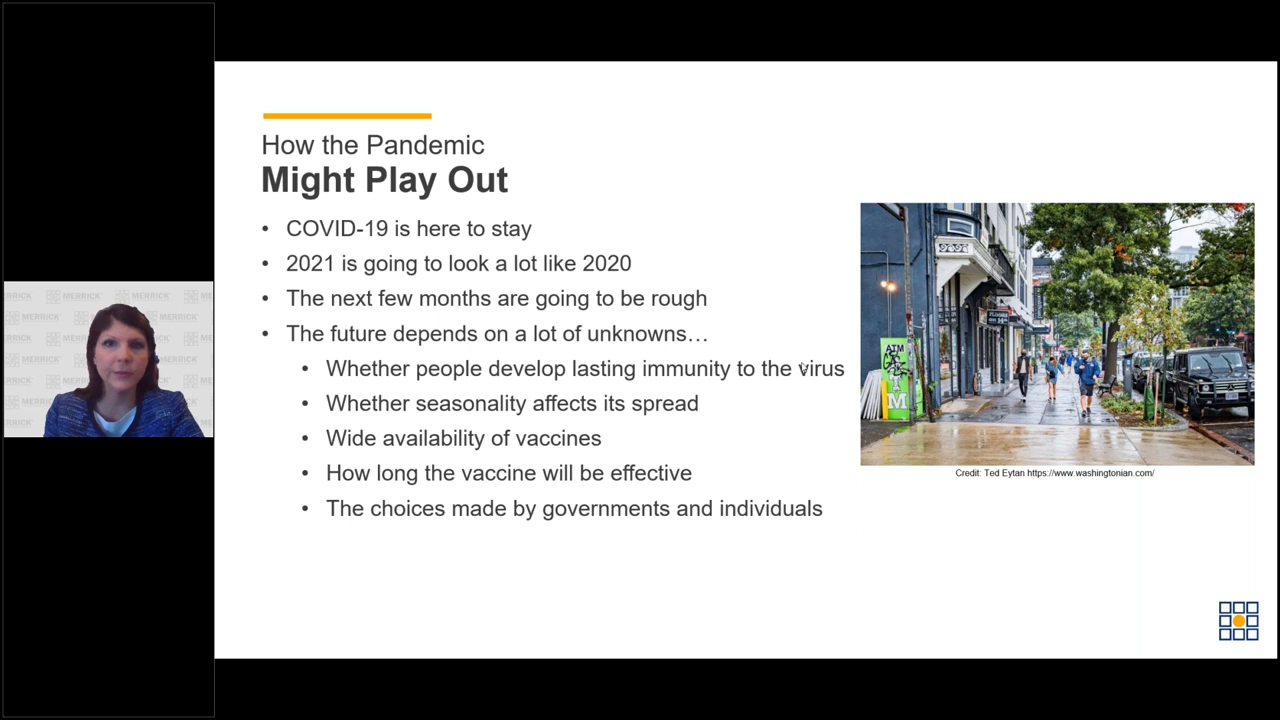 How the Pandemic
Might Play Out
• COVID-19 is here to stay
• 2021 is going to look a lot like 2020
• The next few months are going to be rough
• The future depends on a lot of unknowns…
• Whether people develop lasting immunity to the virus
• Whether seasonality affects its spread
• Wide availability of vaccines
• How long the vaccine will be effective
• The choices made by governments and individuals
ATM
Credit: Ted Eytan https://www.washingtonian.com/
MERRICK